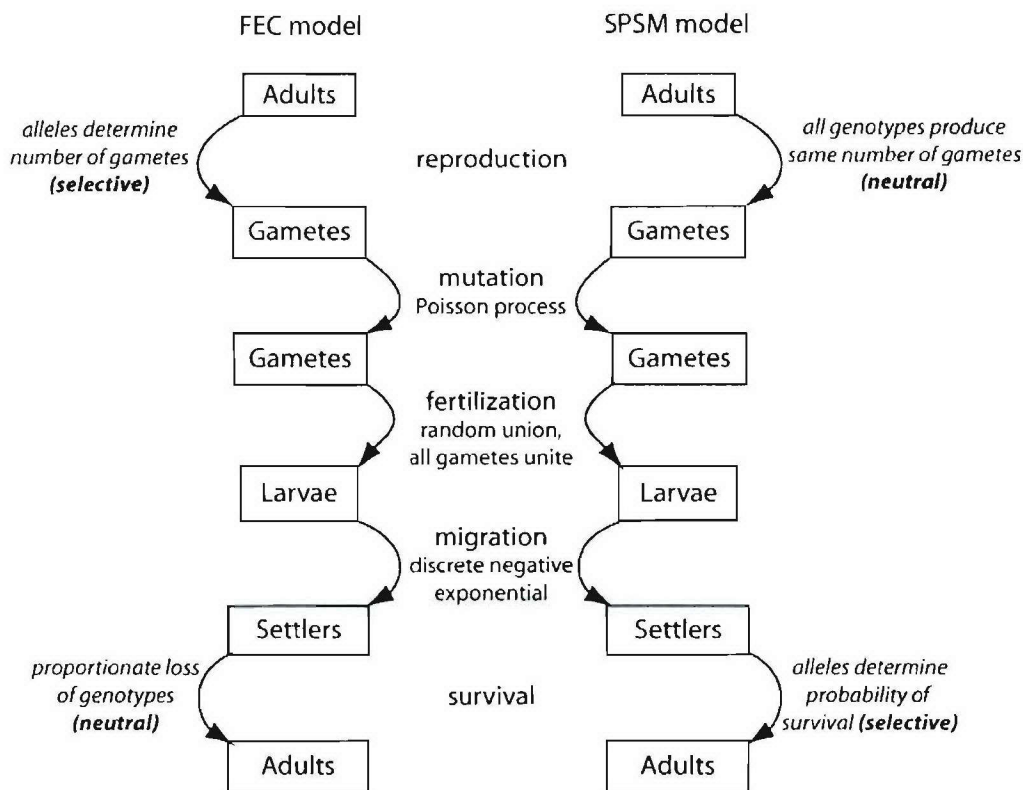 FEC model
SPSM model
Adults
Adults
alleles determine
number of gametes
(selective)
reproduction
all genotypes produce
same number of gametes
(neutral)
Gametes
Gametes
mutation
Poisson process
Gametes
Gametes
fertilization
random union,
all gametes unite
Larvae
Larvae
migration
discrete negative
exponential
Settlers
Settlers
proportionate loss
of genotypes
(neutral)
survival
alleles determine
probability of
survival (selective)
Adults
Adults